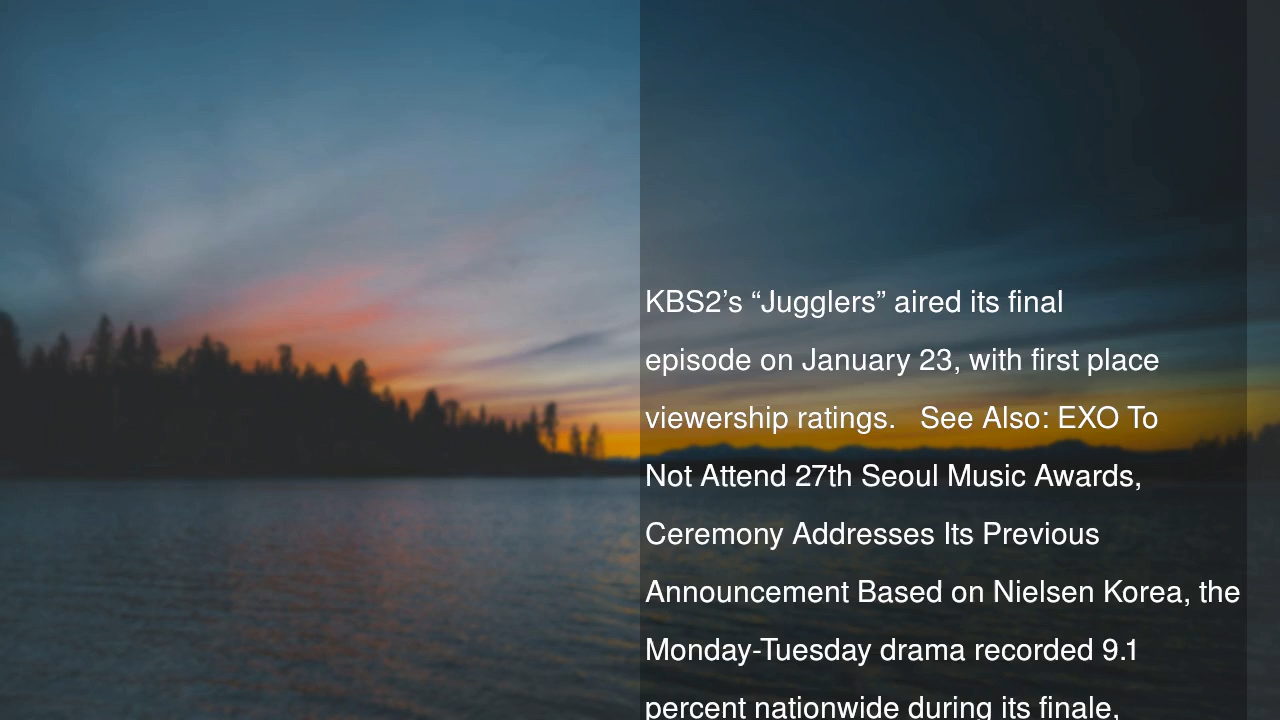 KBS2’s “Jugglers” aired its final
episode on January 23, with first place
viewership ratings.   See Also: EXO To
Not Attend 27th Seoul Music Awards,
Ceremony Addresses Its Previous
Announcement Based on Nielsen Korea, the
Monday-Tuesday drama recorded 9.1
percent nationwide during its finale,